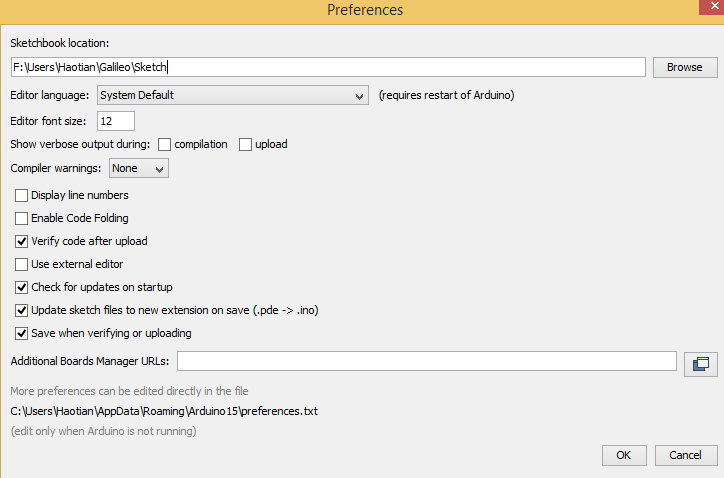 Preferences
Sketchbook location:
F:\Users\Haotian\Galileo\Sketch
Browse
Editor language: System Default (requires restart of Arduino)
Editor font size: 12
Show verbose output during: compilation upload
Compiler warnings: None
Display line numbers
Enable Code Folding
Verify code after upload
Use external editor
Check for updates on startup
Update sketch files to new extension on save (.pde -> .ino)
Save when verifying or uploading
Additional Boards Manager URLs:
More preferences can be edited directly in the file
C:\Users\Haotian\AppData\Roaming\Arduino15\preferences.txt
(edit only when Arduino is not running)
OK Cancel